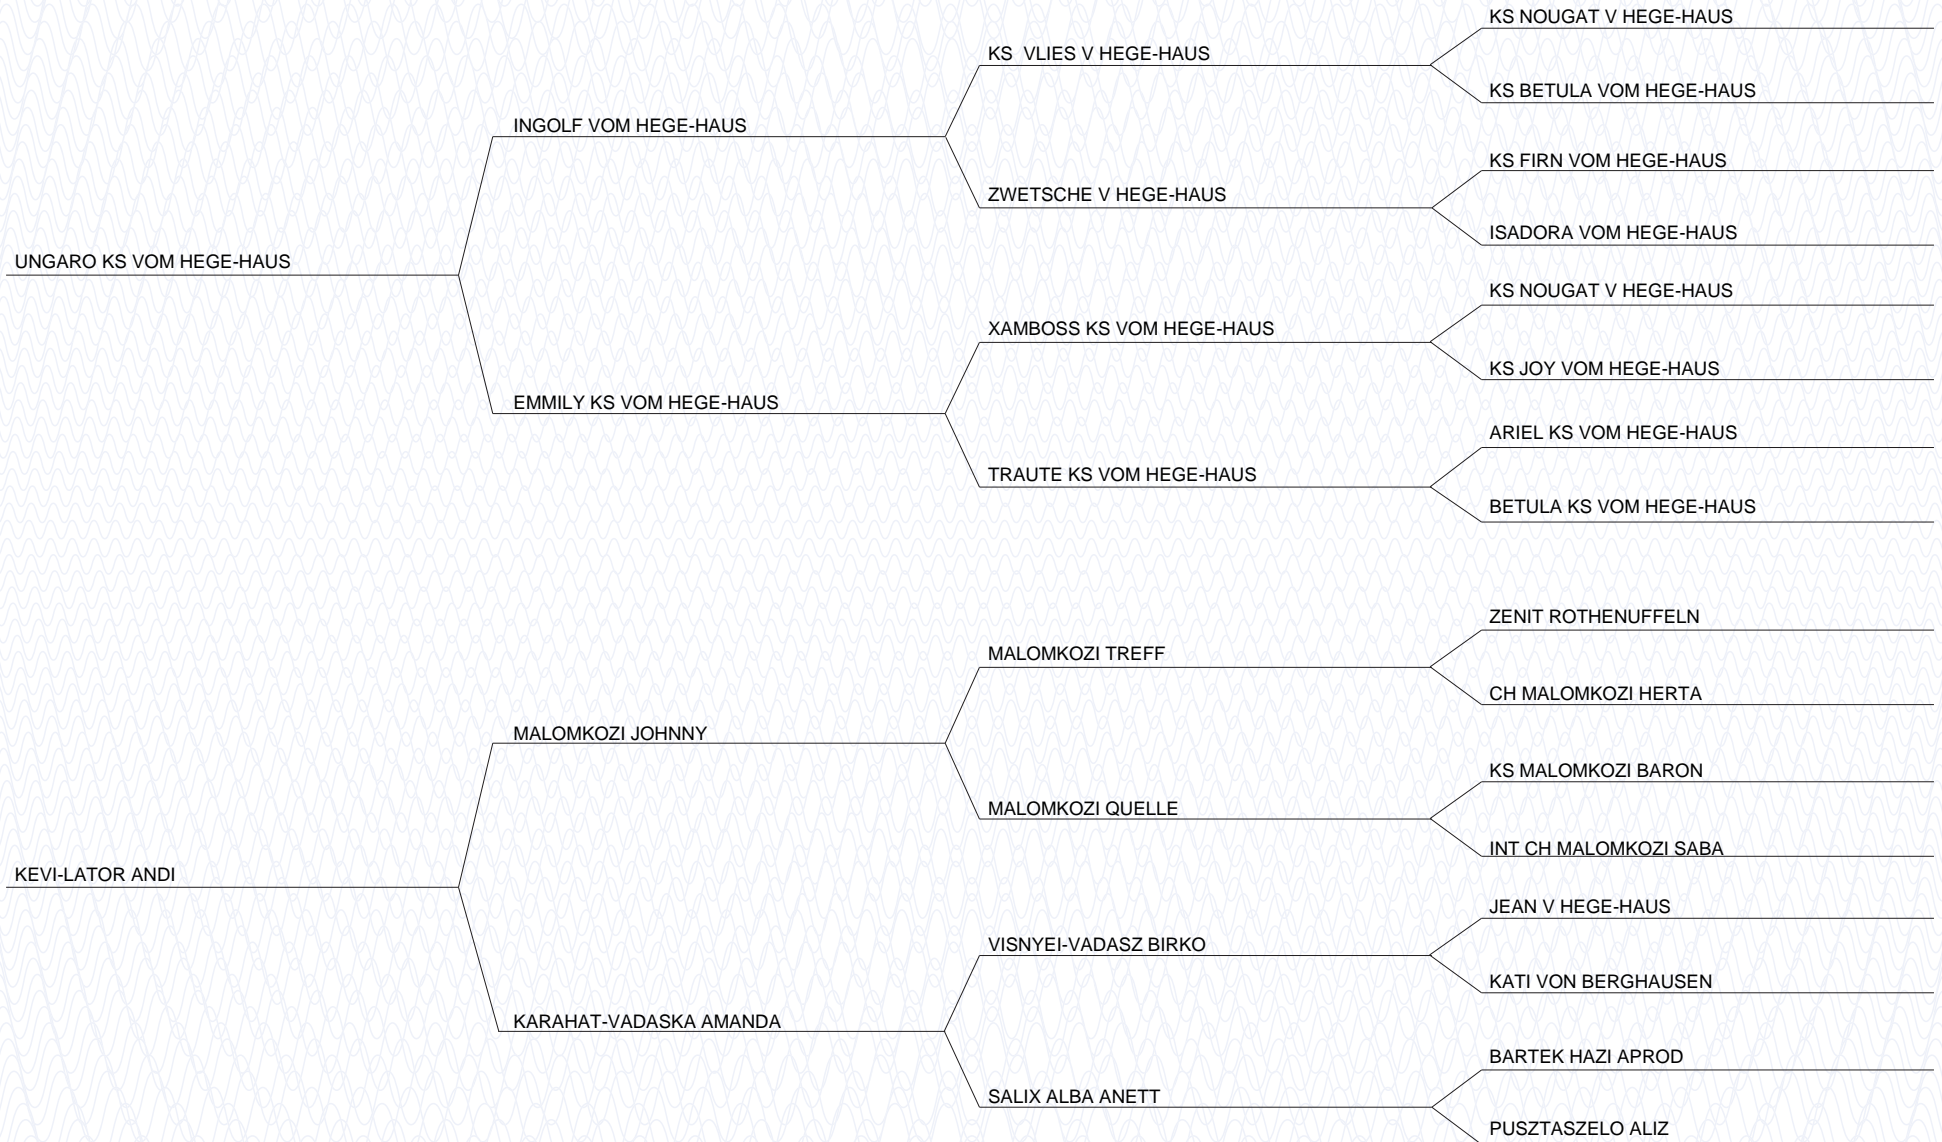 KS NOUGAT V HEGE-HAUS
KS  VLIES V HEGE-HAUS
KS BETULA VOM HEGE-HAUS
INGOLF VOM HEGE-HAUS
KS FIRN VOM HEGE-HAUS
ZWETSCHE V HEGE-HAUS
ISADORA VOM HEGE-HAUS
UNGARO KS VOM HEGE-HAUS
KS NOUGAT V HEGE-HAUS
XAMBOSS KS VOM HEGE-HAUS
KS JOY VOM HEGE-HAUS
EMMILY KS VOM HEGE-HAUS
ARIEL KS VOM HEGE-HAUS
TRAUTE KS VOM HEGE-HAUS
BETULA KS VOM HEGE-HAUS
ZENIT ROTHENUFFELN
MALOMKOZI TREFF
CH MALOMKOZI HERTA
MALOMKOZI JOHNNY
KS MALOMKOZI BARON
MALOMKOZI QUELLE
INT CH MALOMKOZI SABA
KEVI-LATOR ANDI
JEAN V HEGE-HAUS
VISNYEI-VADASZ BIRKO
KATI VON BERGHAUSEN
KARAHAT-VADASKA AMANDA
BARTEK HAZI APROD
SALIX ALBA ANETT
PUSZTASZELO ALIZ